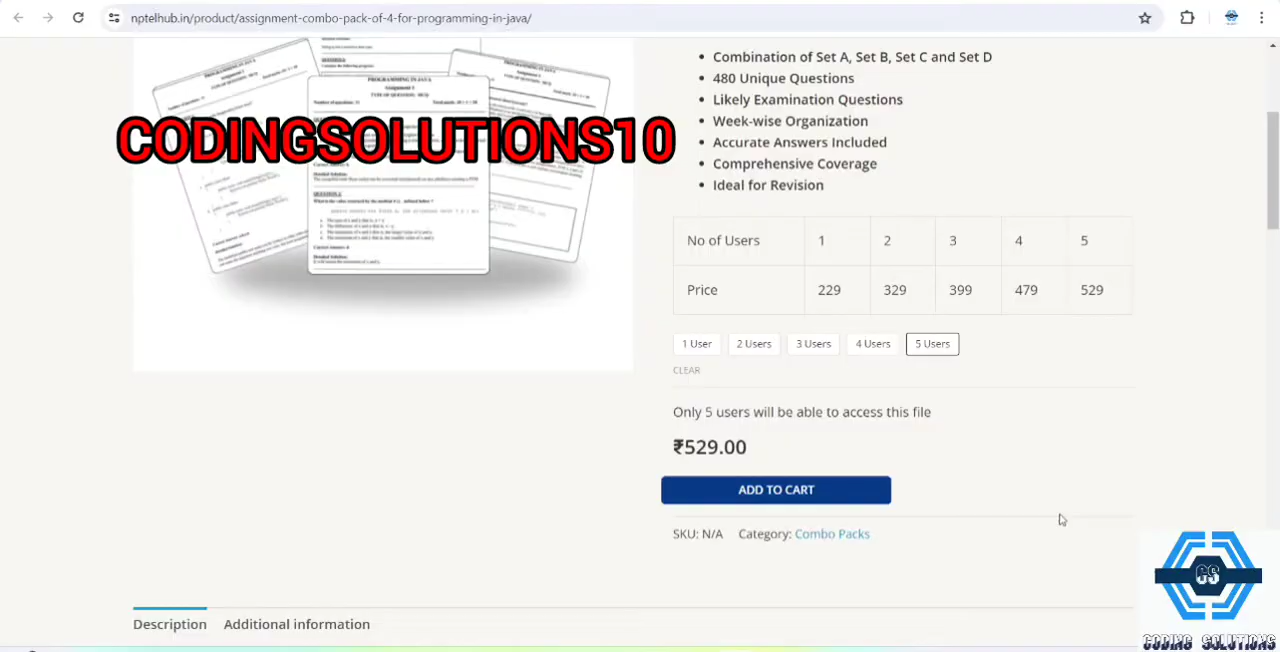 nptelhub.in/product/assignment-combo-pack-of-4-for-programming-in-java/
Combination of Set A, Set B, Set C and Set D
480 Unique Questions
Likely Examination Questions
Week-wise Organization
Accurate Answers Included
Comprehensive Coverage
Ideal for Revision
PROGRAMMING IN JAVA
CODINGSOLUTIONS10
No of Users 1 2 3 4 5
Price 229 329 399 479 529
1 User 2 Users 3 Users 4 Users 5 Users
CLEAR
Only 5 users will be able to access this file
₹529.00
ADD TO CART
SKU: N/A Category: Combo Packs
Description Additional information
CS
CODING SOLUTIONS